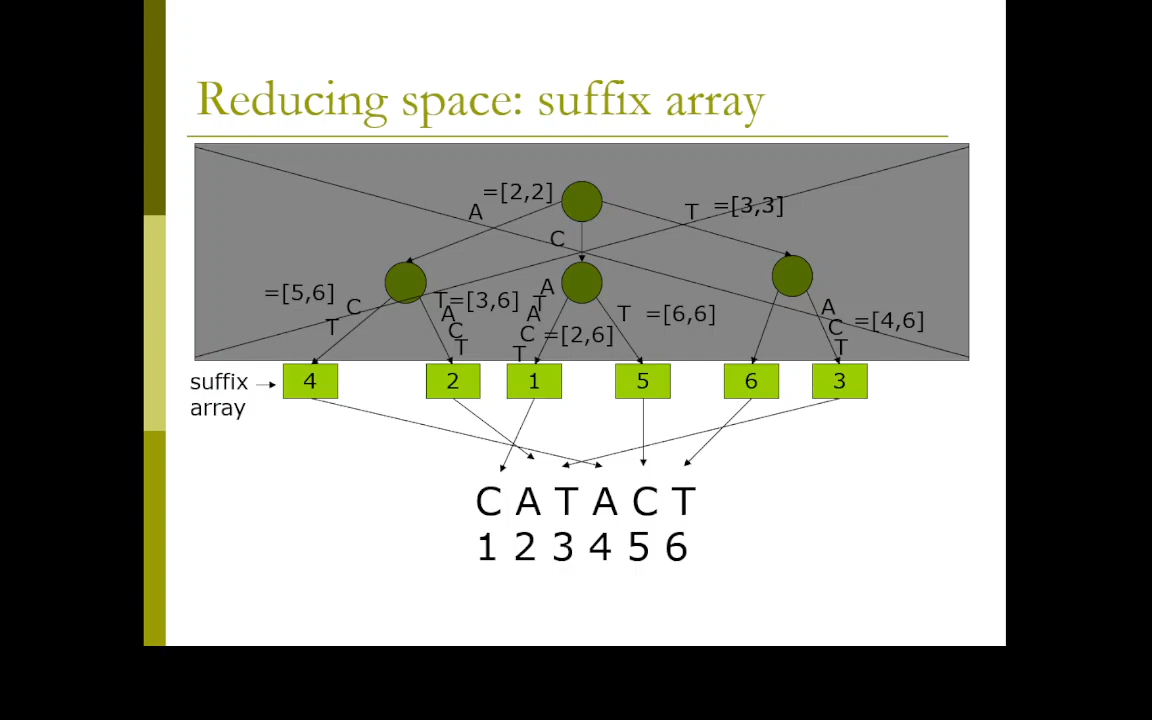 Reducing space: suffix array
=[2,2]
A
T =[3,3]
C
=[5,6]
C
T
T=[3,6]
A
C
T
A
T
A
C =[2,6]
T
T =[6,6]
A
C =[4,6]
T
suffix
array
4 2 1 5 6 3
C A T A C T
1 2 3 4 5 6